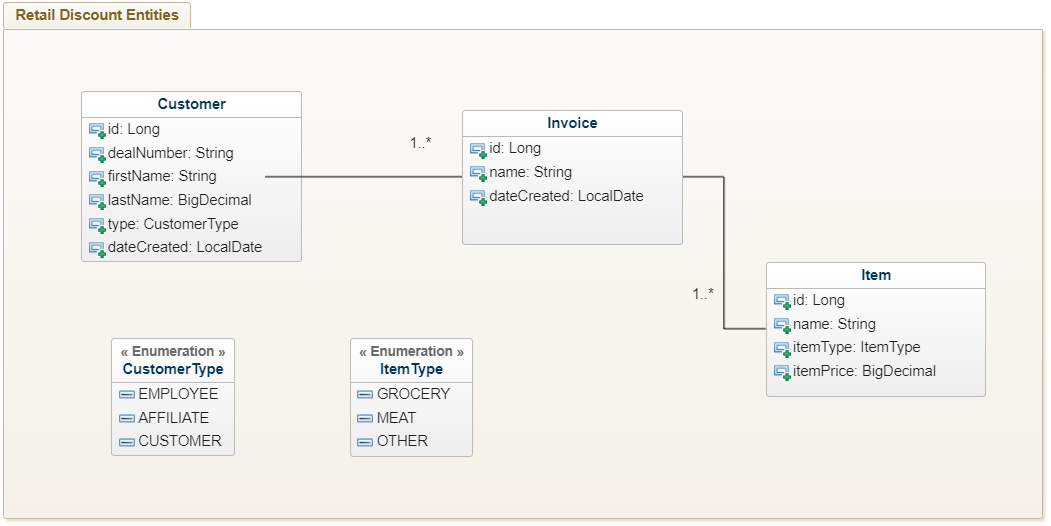 Retail Discount Entities
Customer
id: Long
dealNumber: String
firstName: String
lastName: BigDecimal
type: CustomerType
dateCreated: LocalDate
1..*
Invoice
id: Long
name: String
dateCreated: LocalDate
1..*
Item
id: Long
name: String
itemType: ItemType
itemPrice: BigDecimal
« Enumeration »
CustomerType
EMPLOYEE
AFFILIATE
CUSTOMER
« Enumeration »
ItemType
GROCERY
MEAT
OTHER